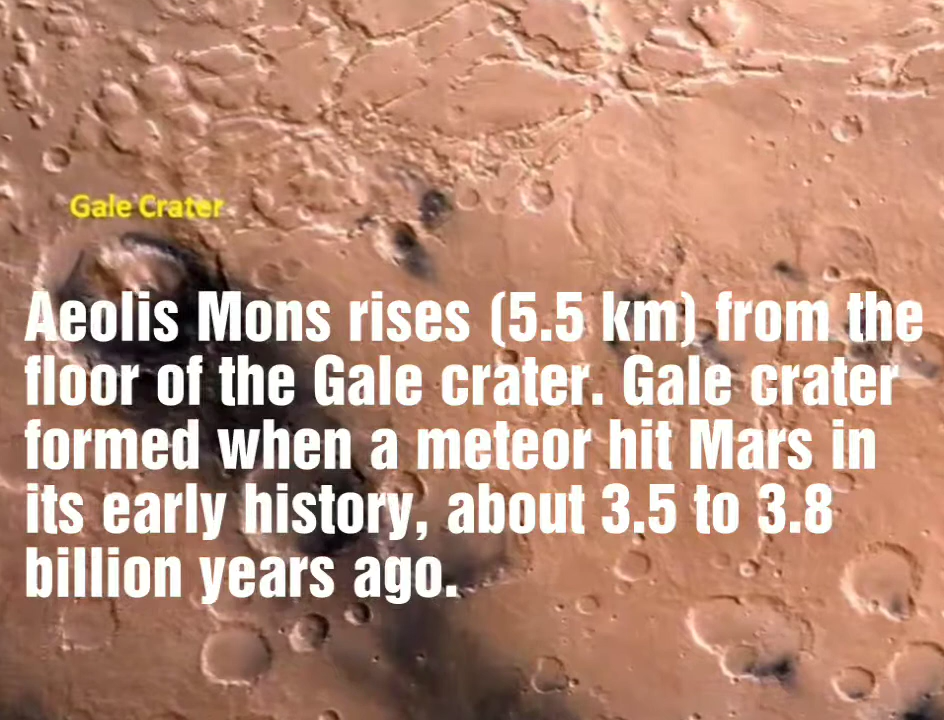 Gale Crater
Aeolis Mons rises (5.5 km) from the
floor of the Gale crater. Gale crater
formed when a meteor hit Mars in
its early history, about 3.5 to 3.8
billion years ago.